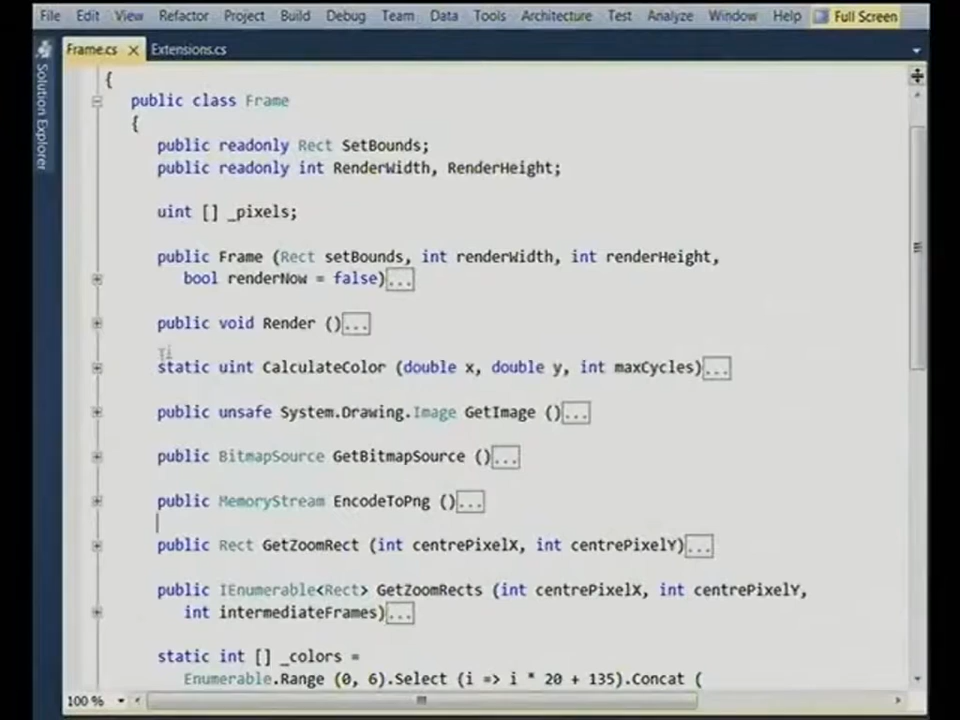 File Edit View Refactor Project Build Debug Team Data Tools Architecture Test Analyze Window Help Full Screen
Frame.cs Extensions.cs
Solution Explorer
{
public class Frame
{
public readonly Rect SetBounds;
public readonly int RenderWidth, RenderHeight;
uint [] _pixels;
public Frame (Rect setBounds, int renderWidth, int renderHeight,
bool renderNow = false)...
public void Render ()...
static uint CalculateColor (double x, double y, int maxCycles)...
public unsafe System.Drawing.Image GetImage ()...
public BitmapSource GetBitmapSource ()...
public MemoryStream EncodeToPng ()...
public Rect GetZoomRect (int centrePixelX, int centrePixelY)...
public IEnumerable<Rect> GetZoomRects (int centrePixelX, int centrePixelY,
int intermediateFrames)...
static int [] _colors =
Enumerable.Range (0, 6).Select (i => i * 20 + 135).Concat (
100 %